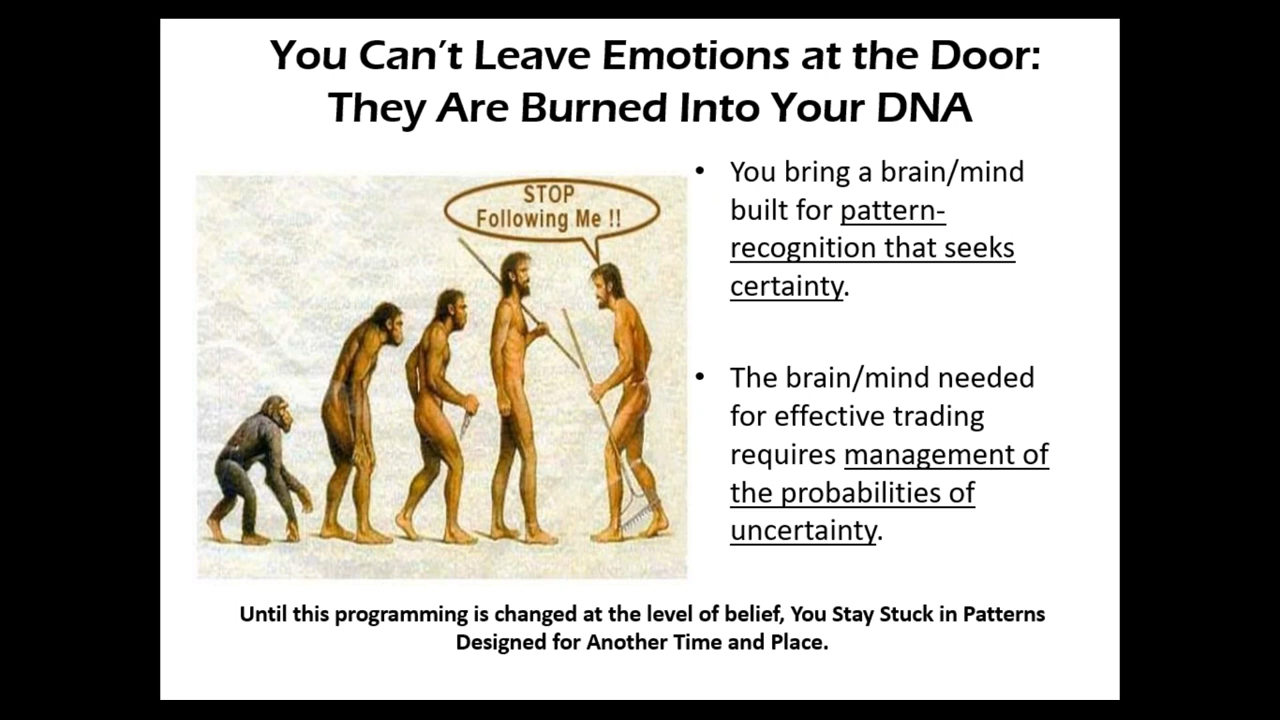 You Can't Leave Emotions at the Door:
They Are Burned Into Your DNA
STOP
Following Me !!
• You bring a brain/mind
built for pattern-
recognition that seeks
certainty.
• The brain/mind needed
for effective trading
requires management of
the probabilities of
uncertainty.
Until this programming is changed at the level of belief, You Stay Stuck in Patterns
Designed for Another Time and Place.